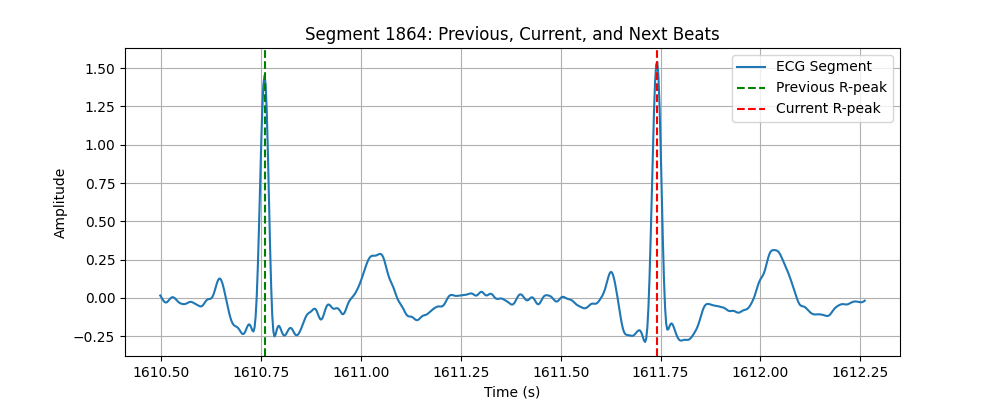 Segment 1864: Previous, Current, and Next Beats
ECG Segment
Previous R-peak
Current R-peak
1.50
1.25
1.00
0.75
0.50
0.25
0.00
−0.25
Amplitude
1610.50 1610.75 1611.00 1611.25 1611.50 1611.75 1612.00 1612.25
Time (s)